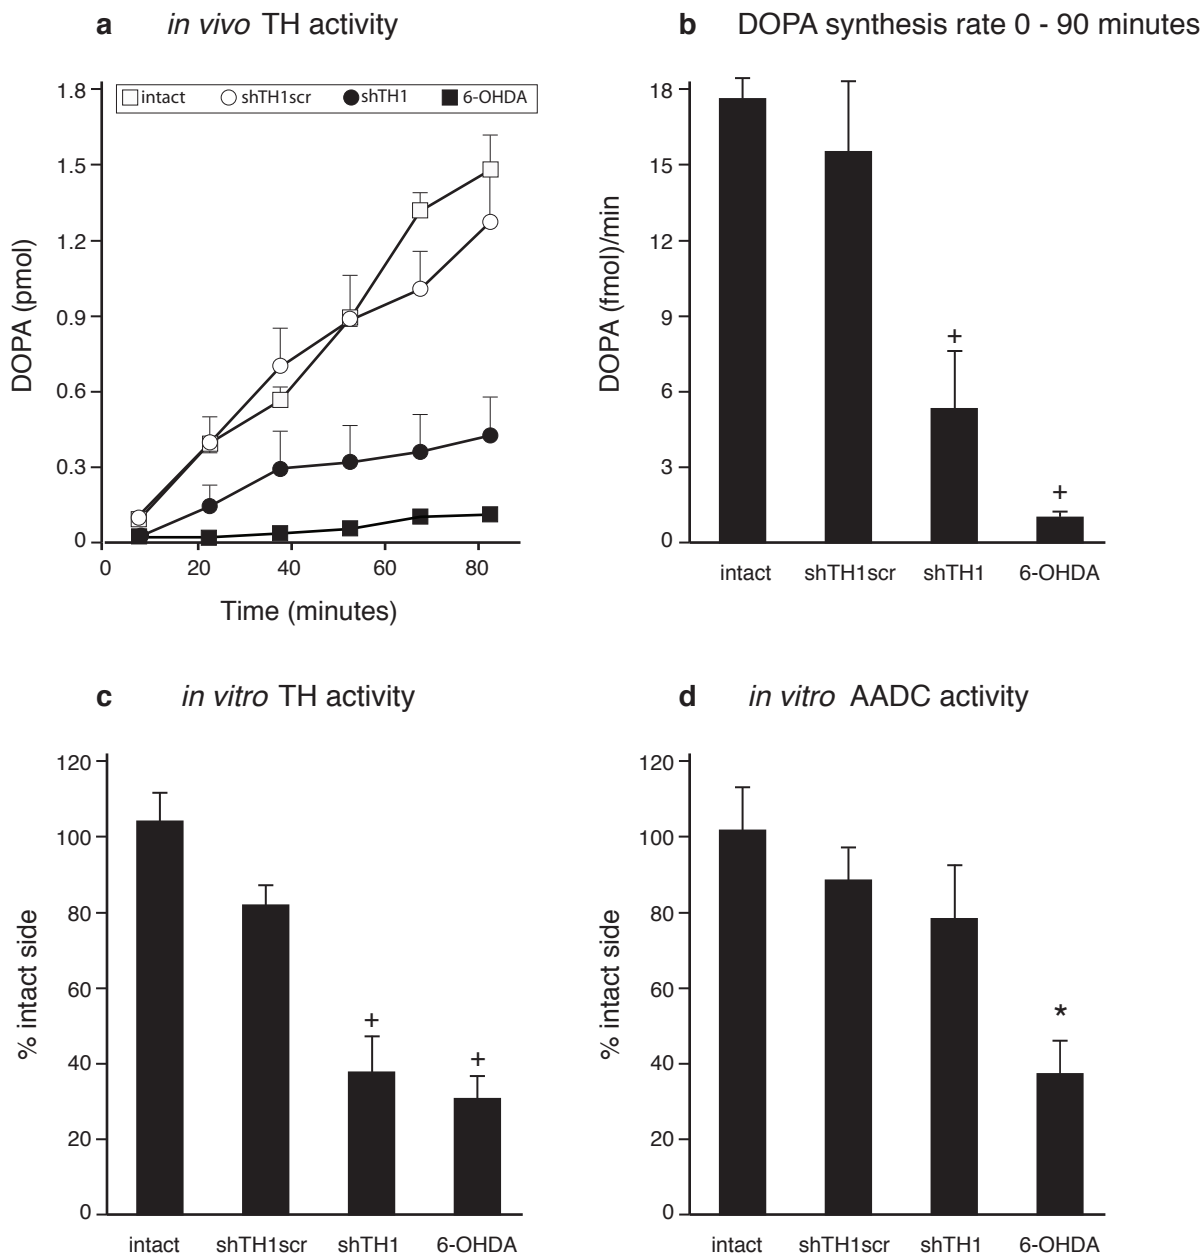 a in vivo TH activity
1.8
1.5
1.2
0.9
0.6
0.3
0
DOPA (pmol)
intact shTH1scr shTH1 6-OHDA
0 20 40 60 80
Time (minutes)
b DOPA synthesis rate 0 - 90 minutes
18
15
12
9
6
3
0
DOPA (fmol)/min
+
+
intact shTH1scr shTH1 6-OHDA
c in vitro TH activity
120
100
80
60
40
20
0
% intact side
+
+
intact shTH1scr shTH1 6-OHDA
d in vitro AADC activity
120
100
80
60
40
20
0
% intact side
*
intact shTH1scr shTH1 6-OHDA